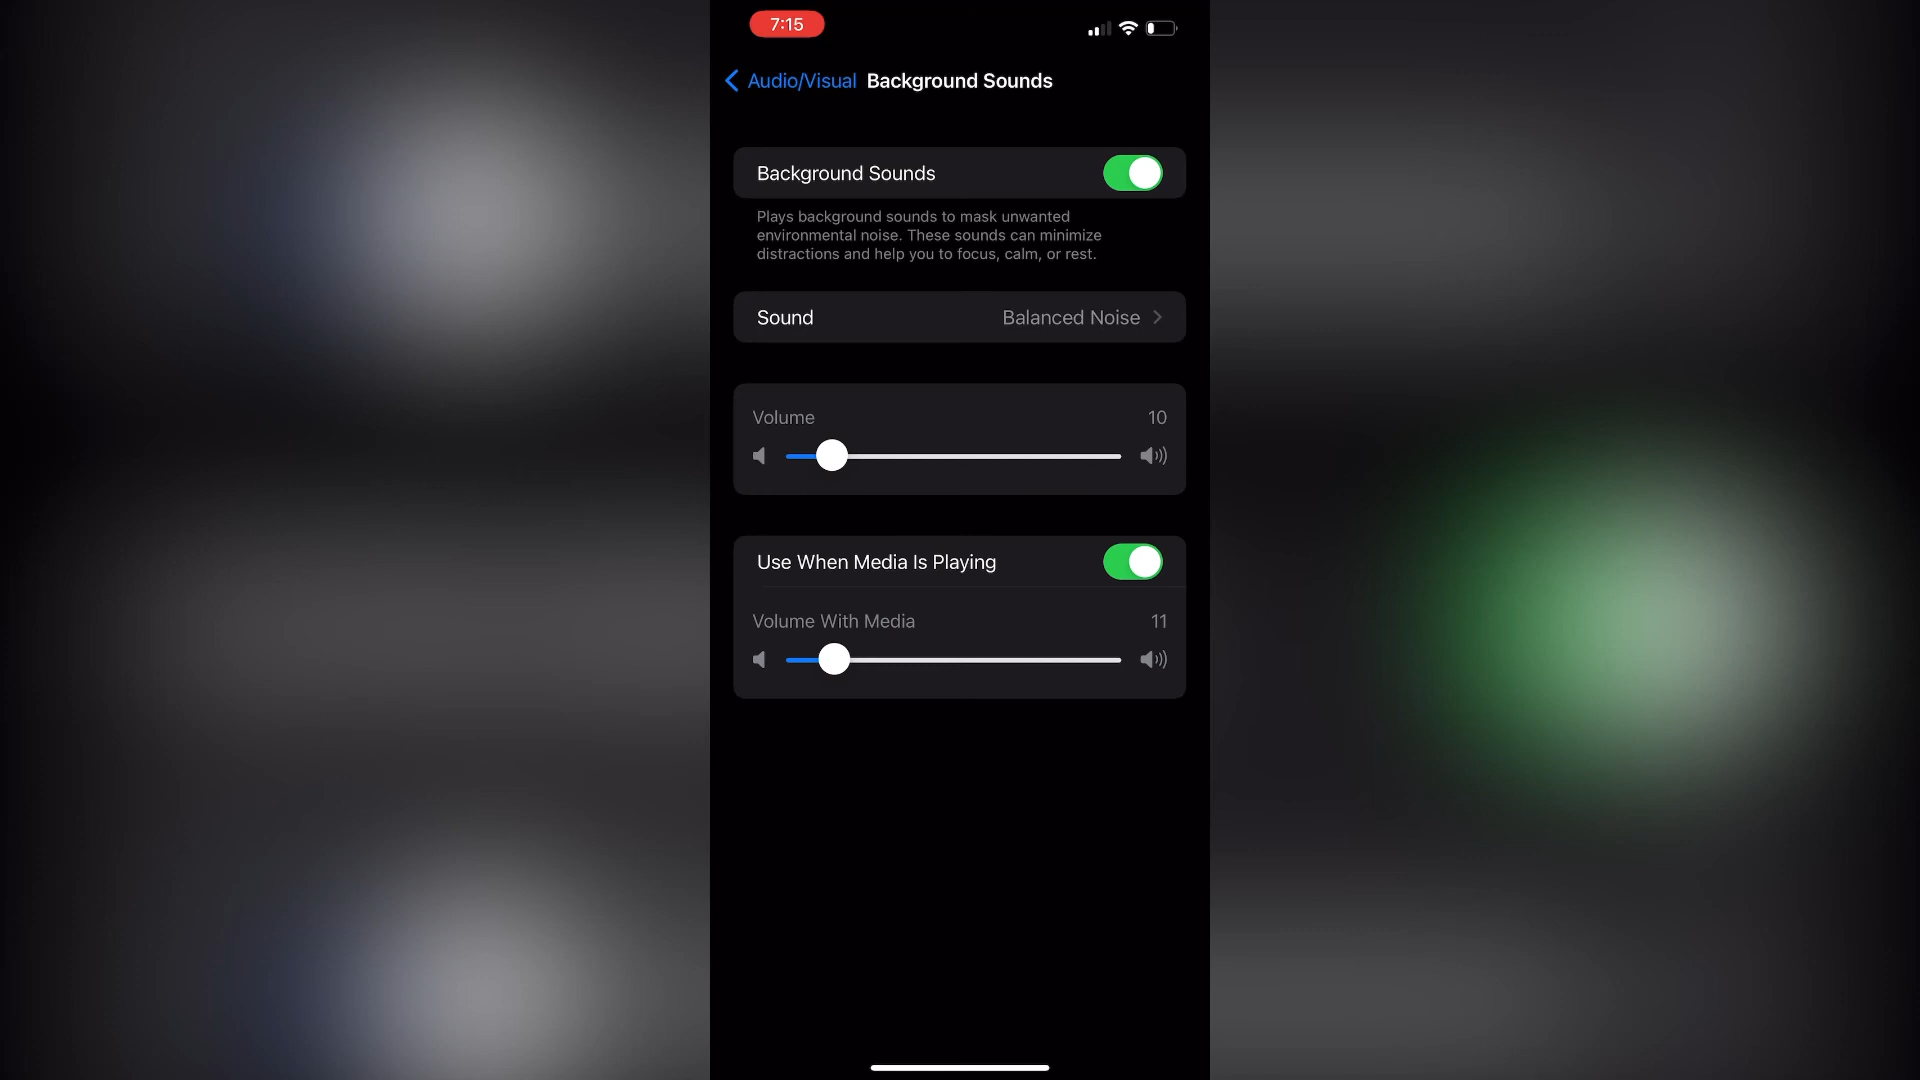 7:15
Audio/Visual Background Sounds
Background Sounds
Plays background sounds to mask unwanted
environmental noise. These sounds can minimize
distractions and help you to focus, calm, or rest.
Sound Balanced Noise
Volume 10
Use When Media Is Playing
Volume With Media 11